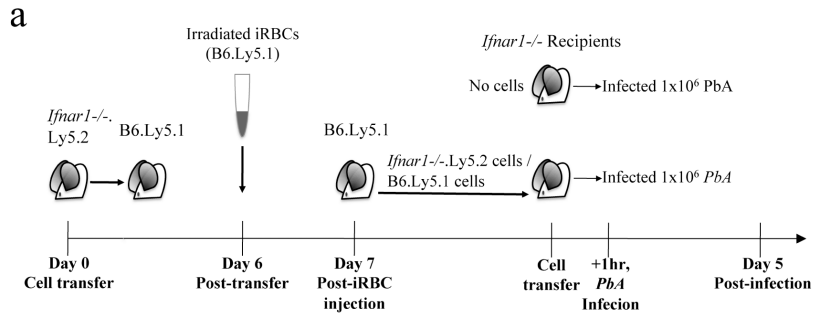 a
Irradiated iRBCs
(B6.Ly5.1)
Ifnar1-/- Recipients
No cells
Infected 1x10⁶ PbA
Ifnar1-/-.
Ly5.2
B6.Ly5.1
B6.Ly5.1
Ifnar1-/-.Ly5.2 cells /
B6.Ly5.1 cells
Infected 1x10⁶ PbA
Day 0
Cell transfer
Day 6
Post-transfer
Day 7
Post-iRBC
injection
Cell
transfer
+1hr,
PbA
Infecion
Day 5
Post-infection